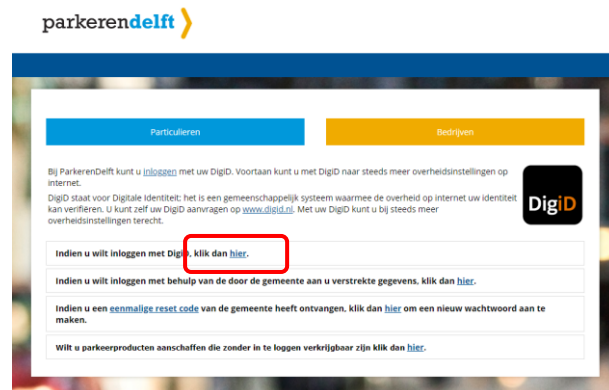 parkerendelft
Particulieren
Bedrijven
Bij ParkerenDelft kunt u inloggen met uw DigiD. Voortaan kunt u met DigiD naar steeds meer overheidsinstellingen op
internet.
DigiD staat voor Digitale Identiteit; het is een gemeenschappelijk systeem waarmee de overheid op internet uw identiteit
kan verifiëren. U kunt zelf uw DigiD aanvragen op www.digid.nl. Met uw DigiD kunt u bij steeds meer
overheidsinstellingen terecht.
DigiD
Indien u wilt inloggen met DigiD, klik dan hier.
Indien u wilt inloggen met behulp van de door de gemeente aan u verstrekte gegevens, klik dan hier.
Indien u een eenmalige reset code van de gemeente heeft ontvangen, klik dan hier om een nieuw wachtwoord aan te
maken.
Wilt u parkeerproducten aanschaffen die zonder in te loggen verkrijgbaar zijn klik dan hier.